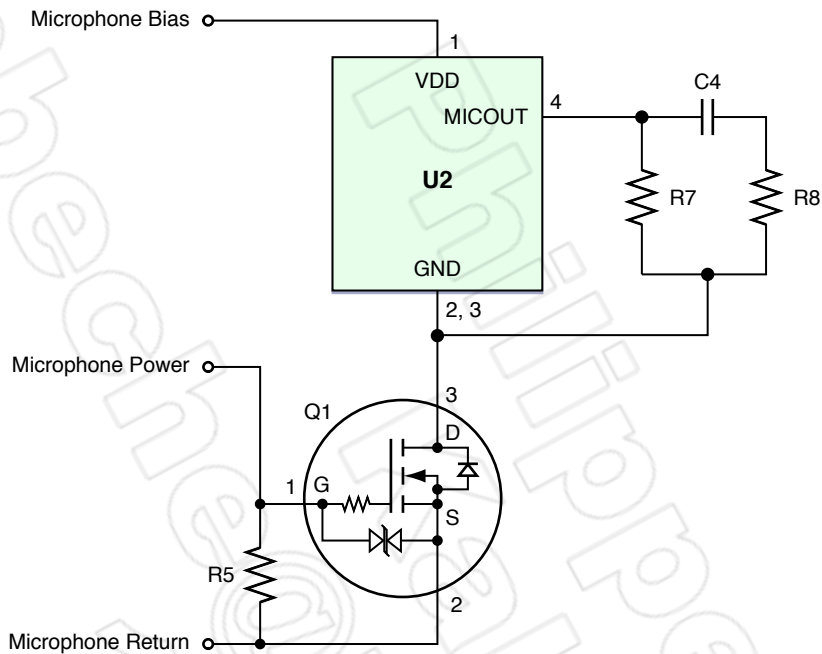 Microphone Bias
1
VDD
4
MICOUT
C4
U2
R7
R8
GND
2, 3
Microphone Power
3
Q1
D
1
G
S
R5
2
Microphone Return
Philippe